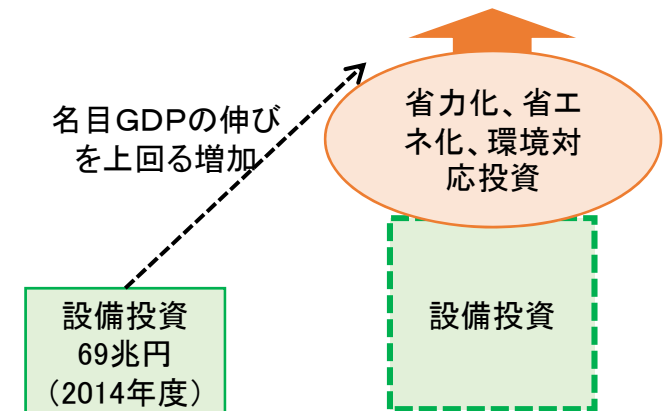 名目GDPの伸び
を上回る増加
省力化、省エ
ネ化、環境対
応投資
設備投資
69兆円
（2014年度）
設備投資